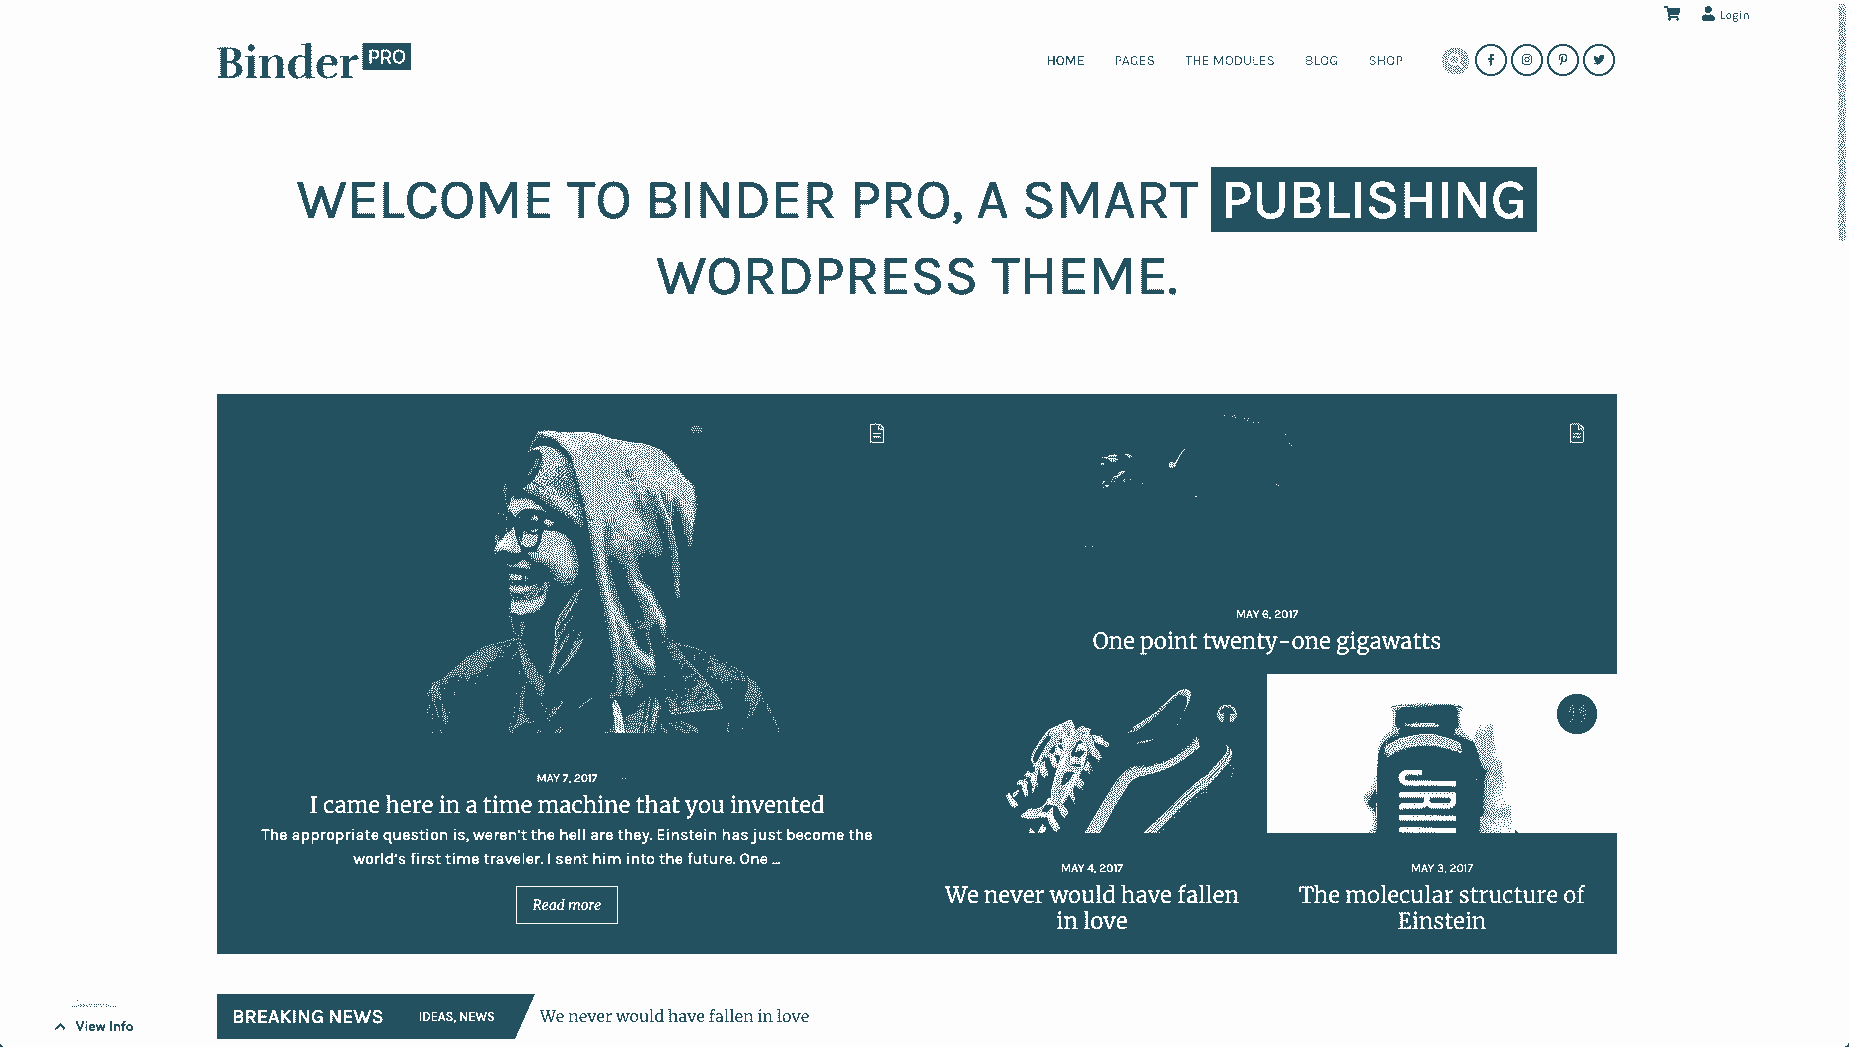 Login
Binder PRO
HOME PAGES THE MODULES BLOG SHOP
WELCOME TO BINDER PRO, A SMART PUBLISHING
WORDPRESS THEME.
MAY 7, 2017
I came here in a time machine that you invented
The appropriate question is, weren't the hell are they. Einstein has just become the
world's first time traveler. I sent him into the future. One ...
Read more
MAY 6, 2017
One point twenty-one gigawatts
MAY 4, 2017
We never would have fallen
in love
MAY 3, 2017
The molecular structure of
Einstein
BREAKING NEWS IDEAS, NEWS We never would have fallen in love
View Info